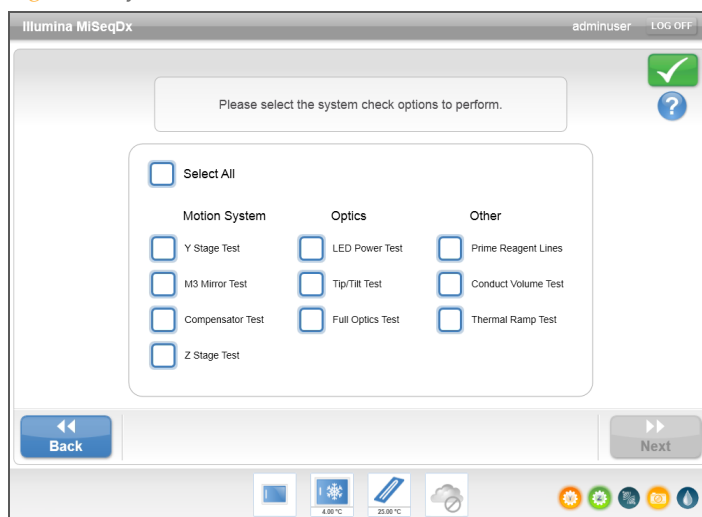 Illumina MiSeqDx
adminuser
LOG OFF
Please select the system check options to perform.
Select All
Motion System
Optics
Other
Y Stage Test
LED Power Test
Prime Reagent Lines
M3 Mirror Test
Tip/Tilt Test
Conduct Volume Test
Compensator Test
Full Optics Test
Thermal Ramp Test
Z Stage Test
Back
Next
4.00 °C
25.00 °C